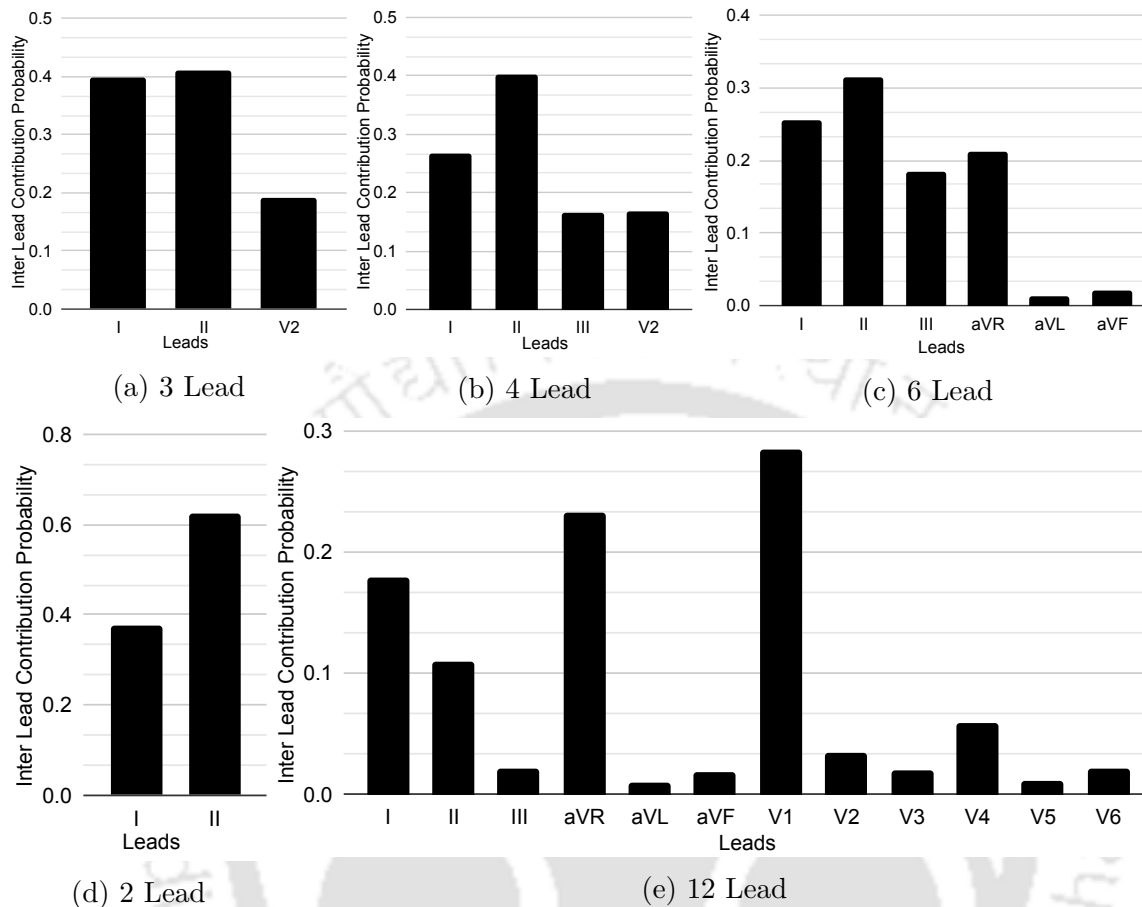 Inter Lead Contribution Probability
0.5
0.4
0.3
0.2
0.1
0.0
I II V2
Leads
(a) 3 Lead
Inter Lead Contribution Probability
0.5
0.4
0.3
0.2
0.1
0.0
I II III V2
Leads
(b) 4 Lead
Inter Lead Contribution Probability
0.4
0.3
0.2
0.1
0.0
I II III aVR aVL aVF
Leads
(c) 6 Lead
Inter Lead Contribution Probability
0.8
0.6
0.4
0.2
0.0
I II
Leads
(d) 2 Lead
Inter Lead Contribution Probability
0.3
0.2
0.1
0.0
I II III aVR aVL aVF V1 V2 V3 V4 V5 V6
Leads
(e) 12 Lead